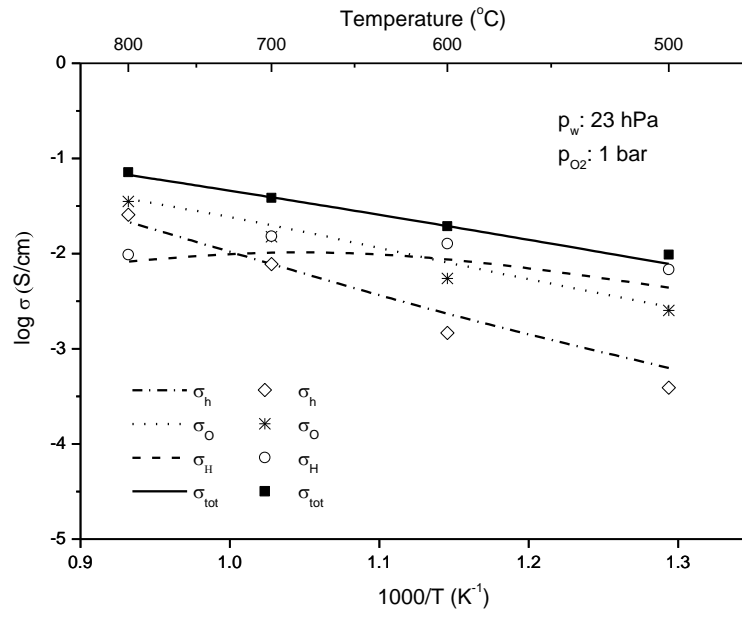 Temperature (°C)
800 700 600 500
0
-1
-2
-3
-4
-5
log σ (S/cm)
p_w: 23 hPa
p_O2: 1 bar
σ_h σ_h
σ_O σ_O
σ_H σ_H
σ_tot σ_tot
0.9 1.0 1.1 1.2 1.3
1000/T (K⁻¹)